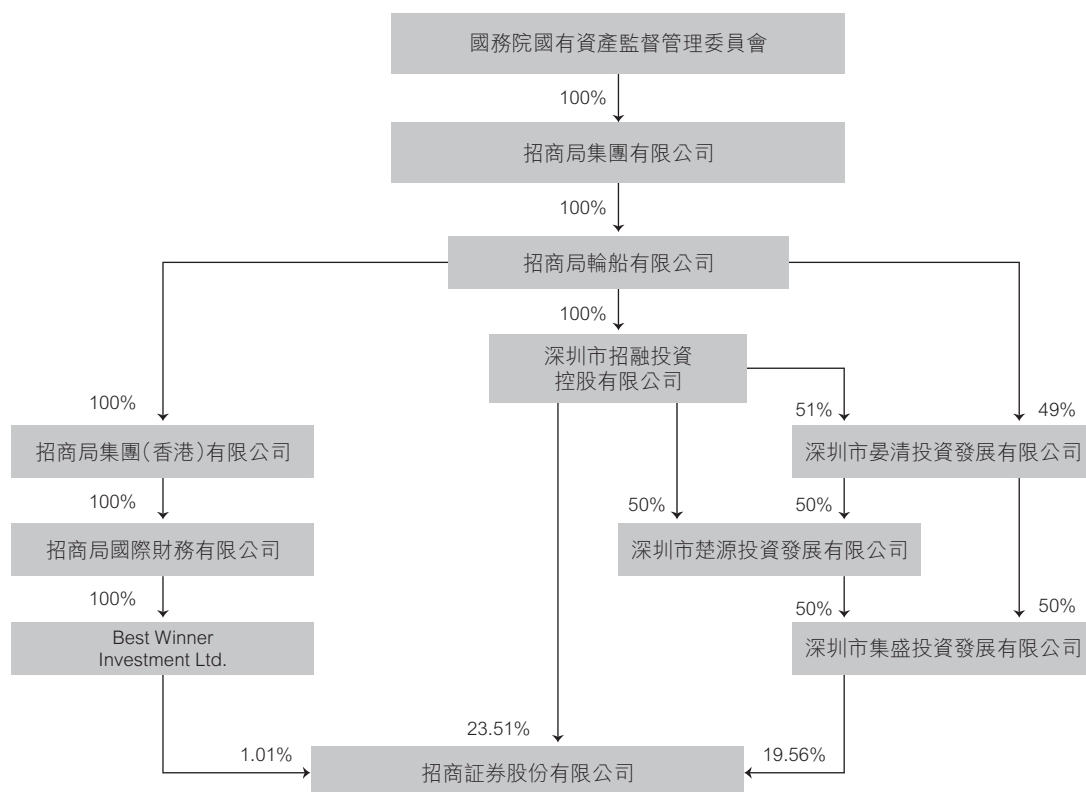 國務院國有資產監督管理委員會
100%
招商局集團有限公司
100%
招商局輪船有限公司
100%
深圳市招融投資
控股有限公司
100%
51%
49%
招商局集團(香港)有限公司
深圳市晏清投資發展有限公司
100%
50%
50%
招商局國際財務有限公司
深圳市楚源投資發展有限公司
100%
50%
50%
Best Winner
Investment Ltd.
深圳市集盛投資發展有限公司
23.51%
1.01%
19.56%
招商証券股份有限公司